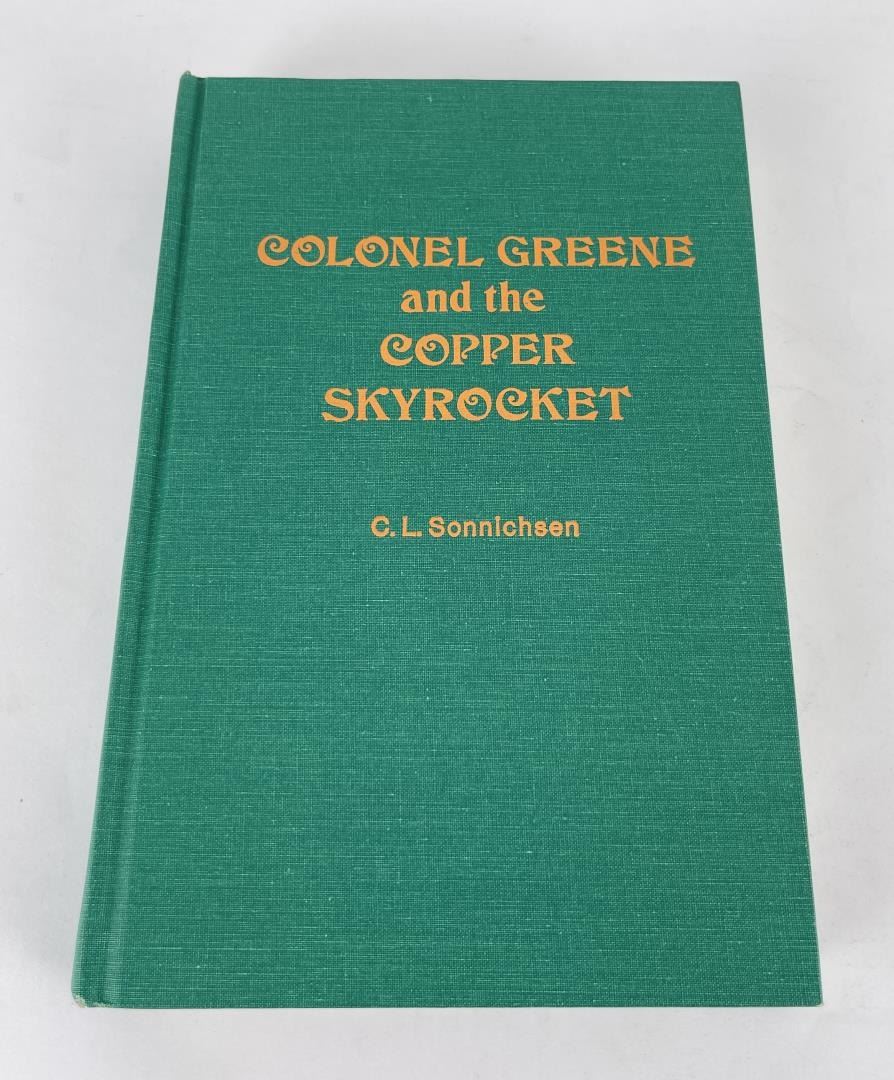 COLONEL GREENE
and the
COPPER
SKYROCKET
C. L. Sonnichsen